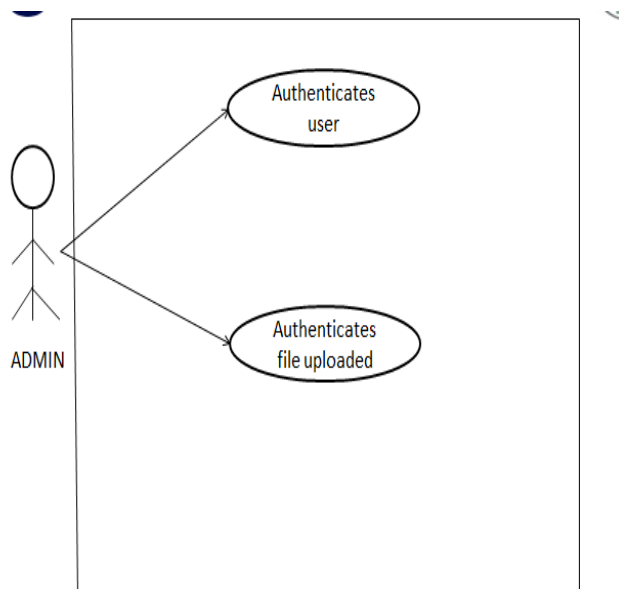 Authenticates
user
Authenticates
file uploaded
ADMIN